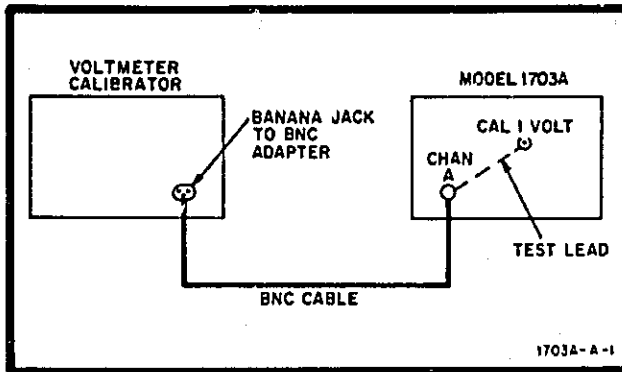 VOLTMETER
CALIBRATOR
BANANA JACK
TO BNC
ADAPTER
MODEL 1703A
CAL 1 VOLT
CHAN
A
TEST LEAD
BNC CABLE
1703A-A-1